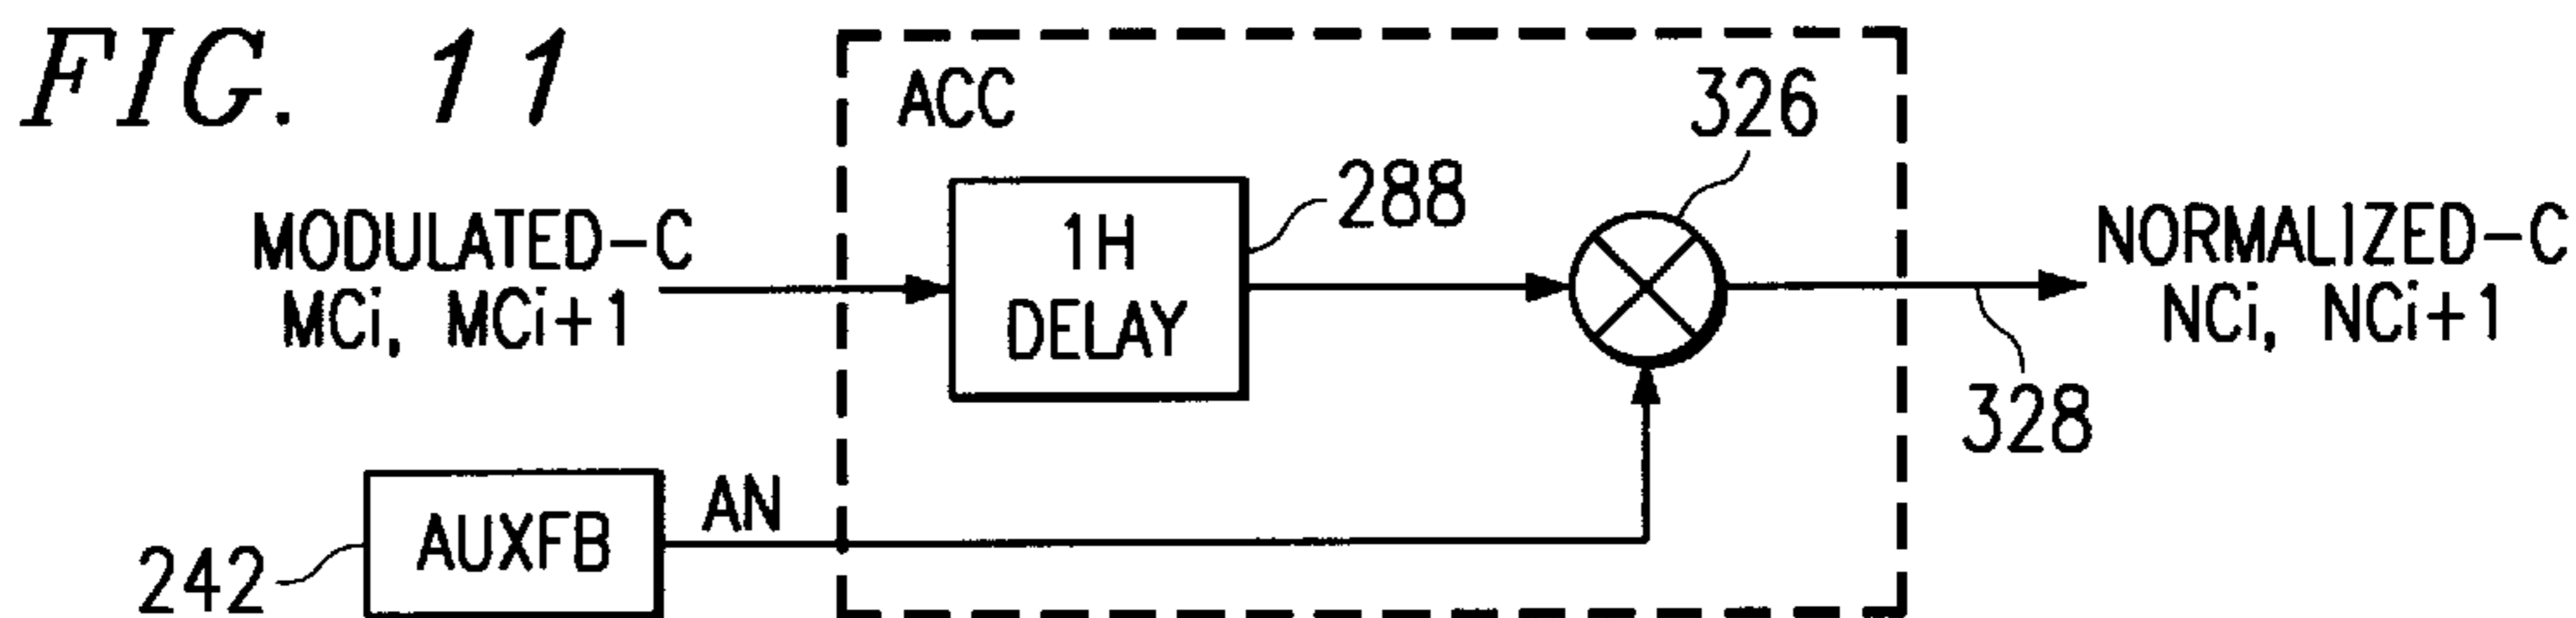 FIG. 11
ACC
326
288
1H
DELAY
MODULATED-C
MCi, MCi+1
NORMALIZED-C
NCi, NCi+1
328
AN
AUXFB
242